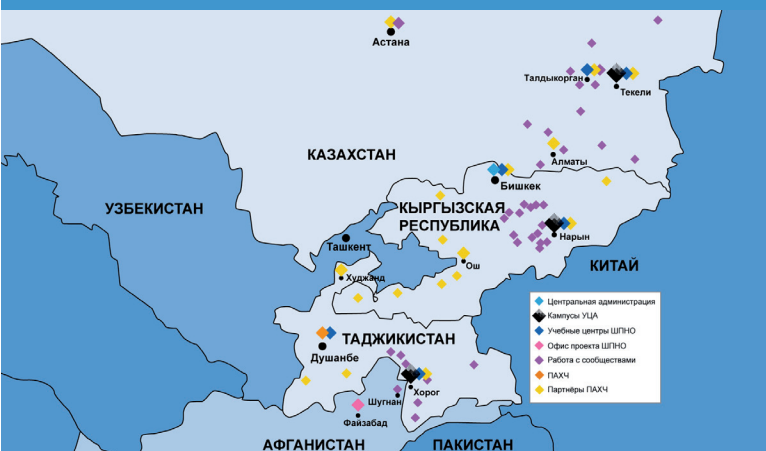 Астана
Талдыкорган
Текели
КАЗАХСТАН
Алматы
Бишкек
УЗБЕКИСТАН
КЫРГЫЗСКАЯ
РЕСПУБЛИКА
Нарын
Ташкент
Ош
КИТАЙ
Худжанд
Центральная администрация
Кампусы УЦА
Учебные центры ШПНО
Офис проекта ШПНО
Работа с сообществами
ПАХЧ
Партнёры ПАХЧ
ТАДЖИКИСТАН
Душанбе
Хорог
Шугнан
Файзабад
АФГАНИСТАН
ПАКИСТАН